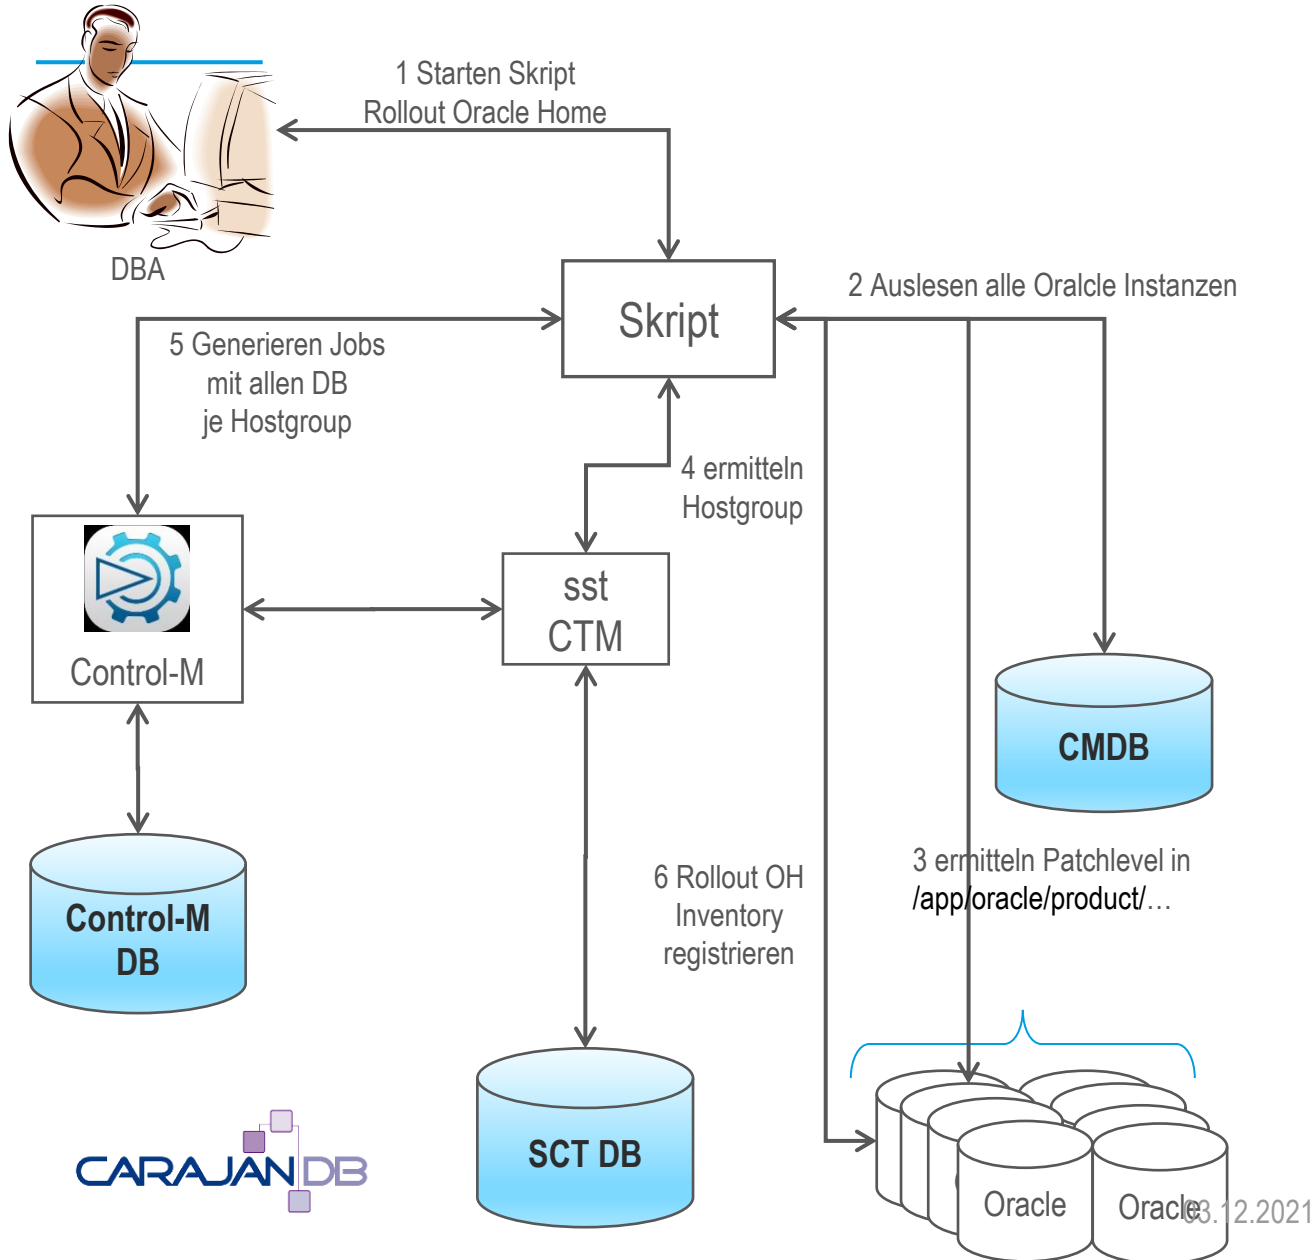 1 Starten Skript
Rollout Oracle Home
DBA
Skript
2 Auslesen alle Oralcle Instanzen
5 Generieren Jobs
mit allen DB
je Hostgroup
4 ermitteln
Hostgroup
sst
CTM
Control-M
CMDB
3 ermitteln Patchlevel in
/app/oracle/product/…
6 Rollout OH
Inventory
registrieren
Control-M
DB
SCT DB
CARAJAN DB
Oracle
Oracle
03.12.2021